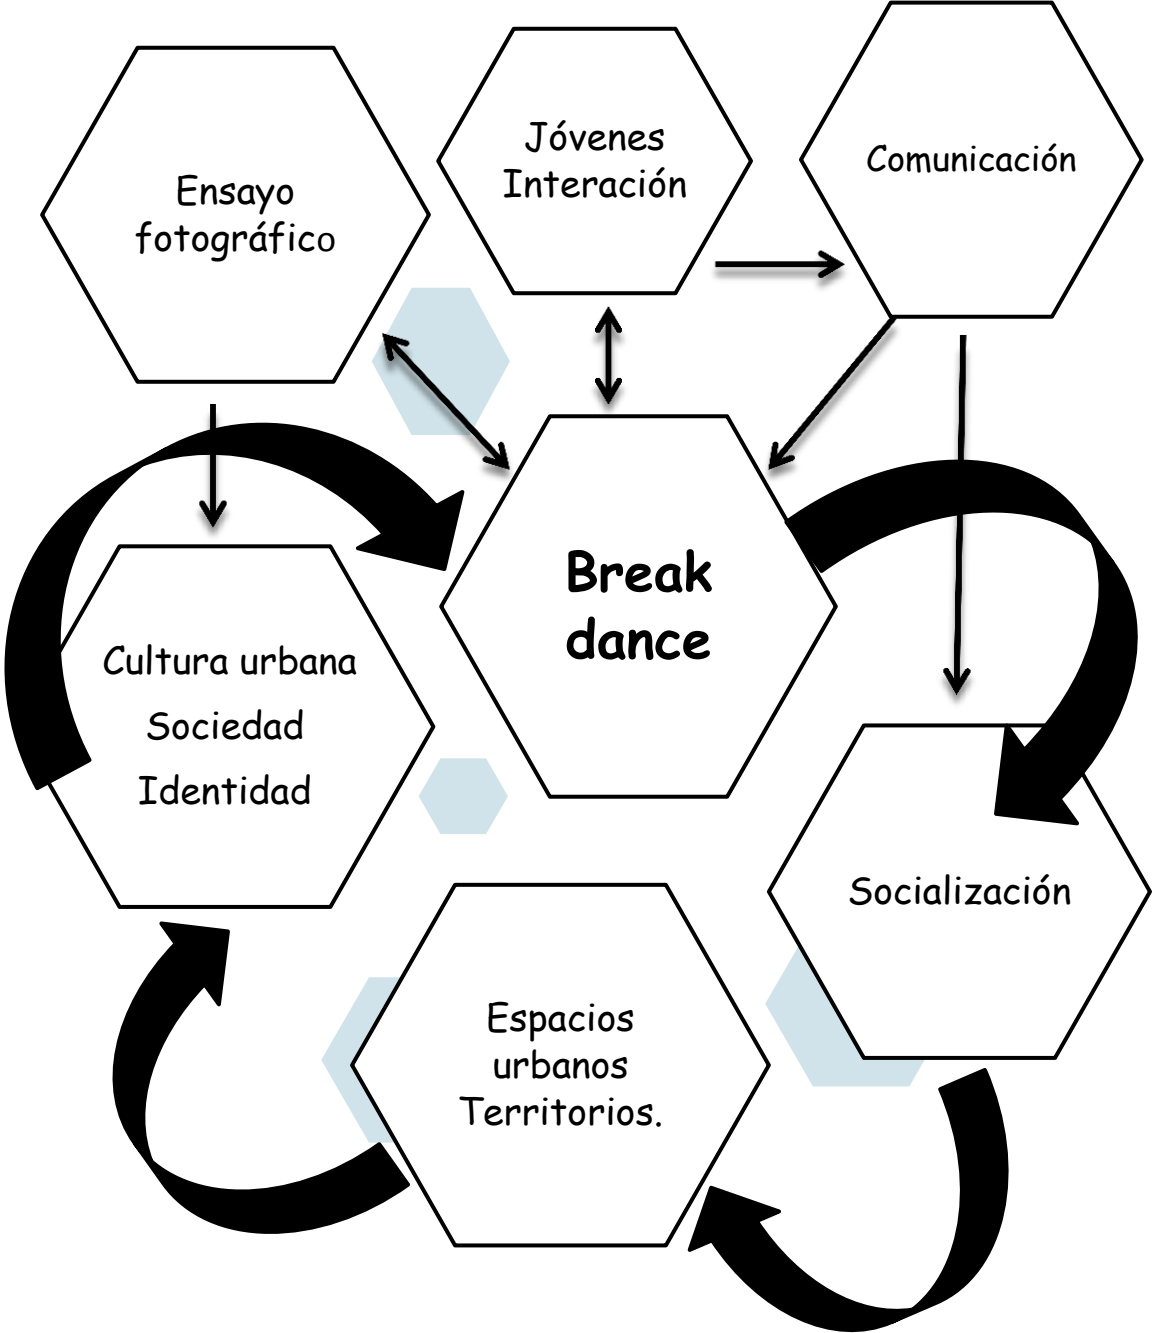 Ensayo
fotográfico
Jóvenes
Interación
Comunicación
Break
dance
Cultura urbana
Sociedad
Identidad
Socialización
Espacios
urbanos
Territorios.